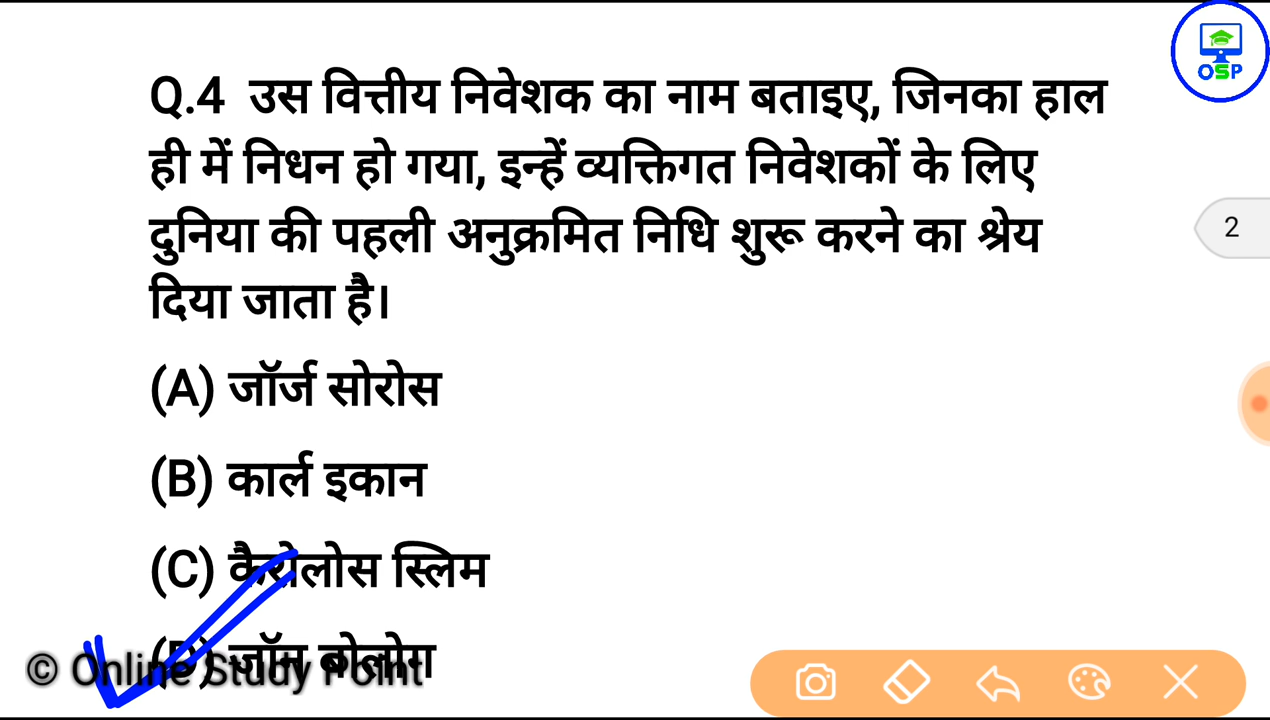 OSP
Q.4 उस वित्तीय निवेशक का नाम बताइए, जिनका हाल
ही में निधन हो गया, इन्हें व्यक्तिगत निवेशकों के लिए
दुनिया की पहली अनुक्रमित निधि शुरू करने का श्रेय
दिया जाता है।
2
(A) जॉर्ज सोरोस
(B) कार्ल इकान
(C) कैरोलोस स्लिम
(D) जॉन बोलोग
© Online Study Point